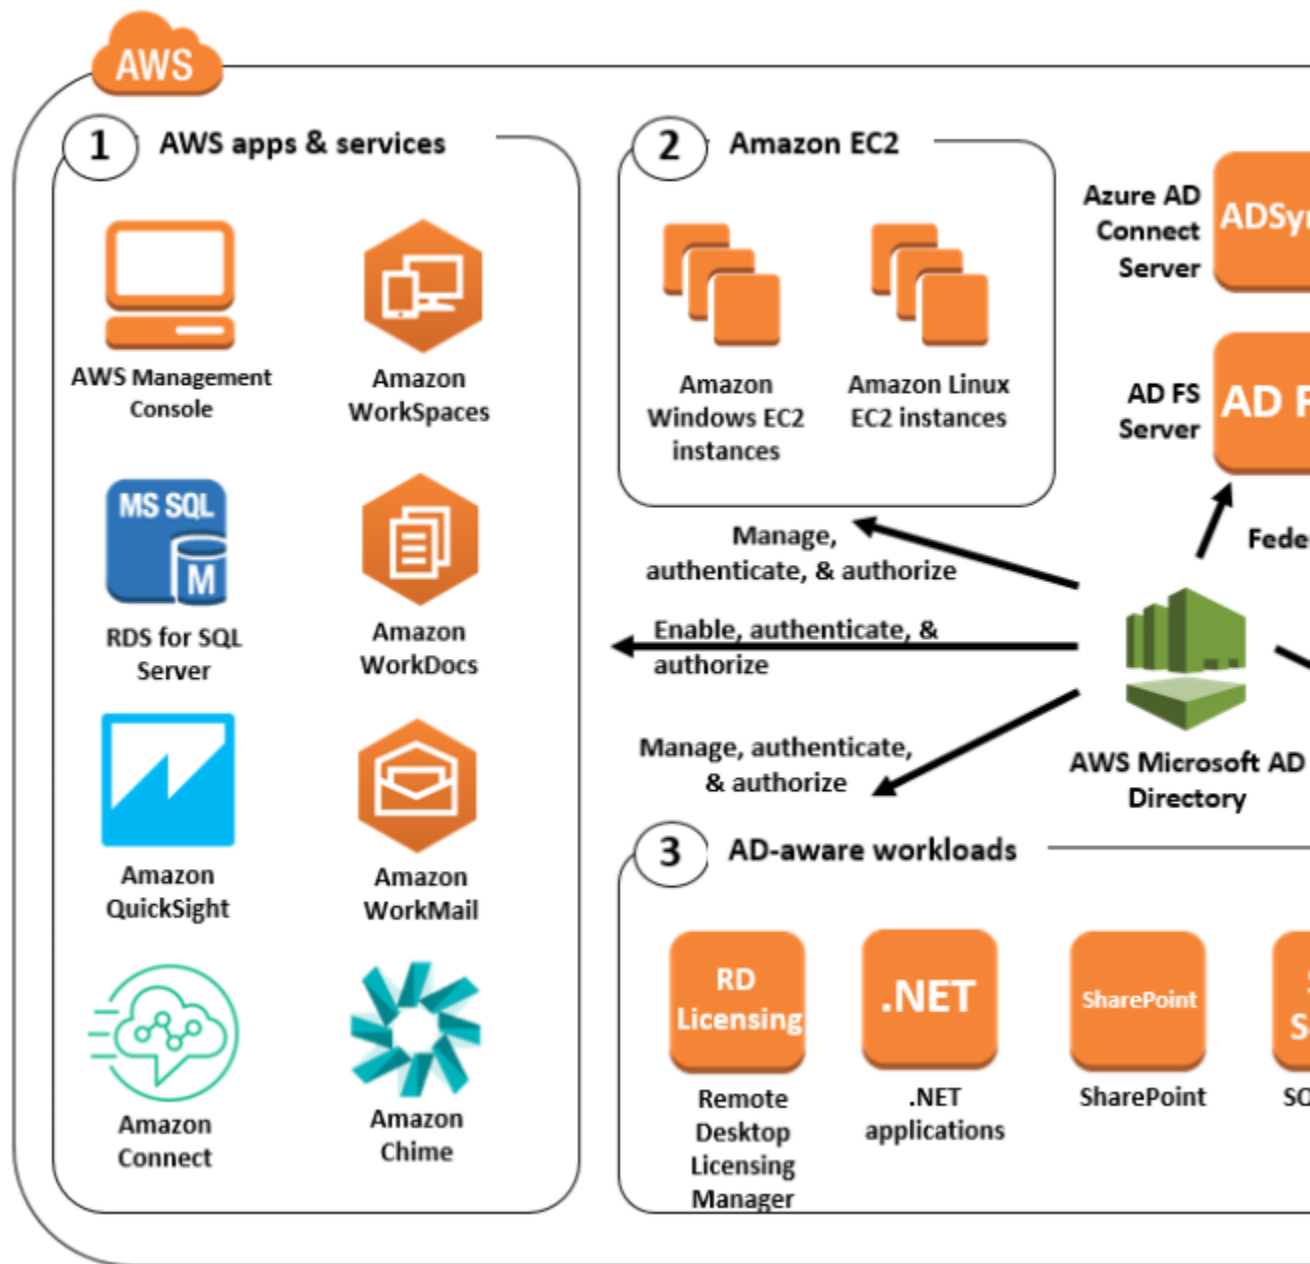 AWS
1
AWS apps & services
AWS Management
Console
Amazon
WorkSpaces
MS SQL
M
RDS for SQL
Server
Amazon
WorkDocs
Amazon
QuickSight
Amazon
WorkMail
Amazon
Connect
Amazon
Chime
2
Amazon EC2
Amazon
Windows EC2
instances
Amazon Linux
EC2 instances
Azure AD
Connect
Server
AD FS
Server
AD
Manage,
authenticate, & authorize
Enable, authenticate, &
authorize
Manage, authenticate,
& authorize
AWS Microsoft AD
Directory
3
AD-aware workloads
RD
Licensing
Remote
Desktop
Licensing
Manager
.NET
.NET
applications
SharePoint
SharePoint